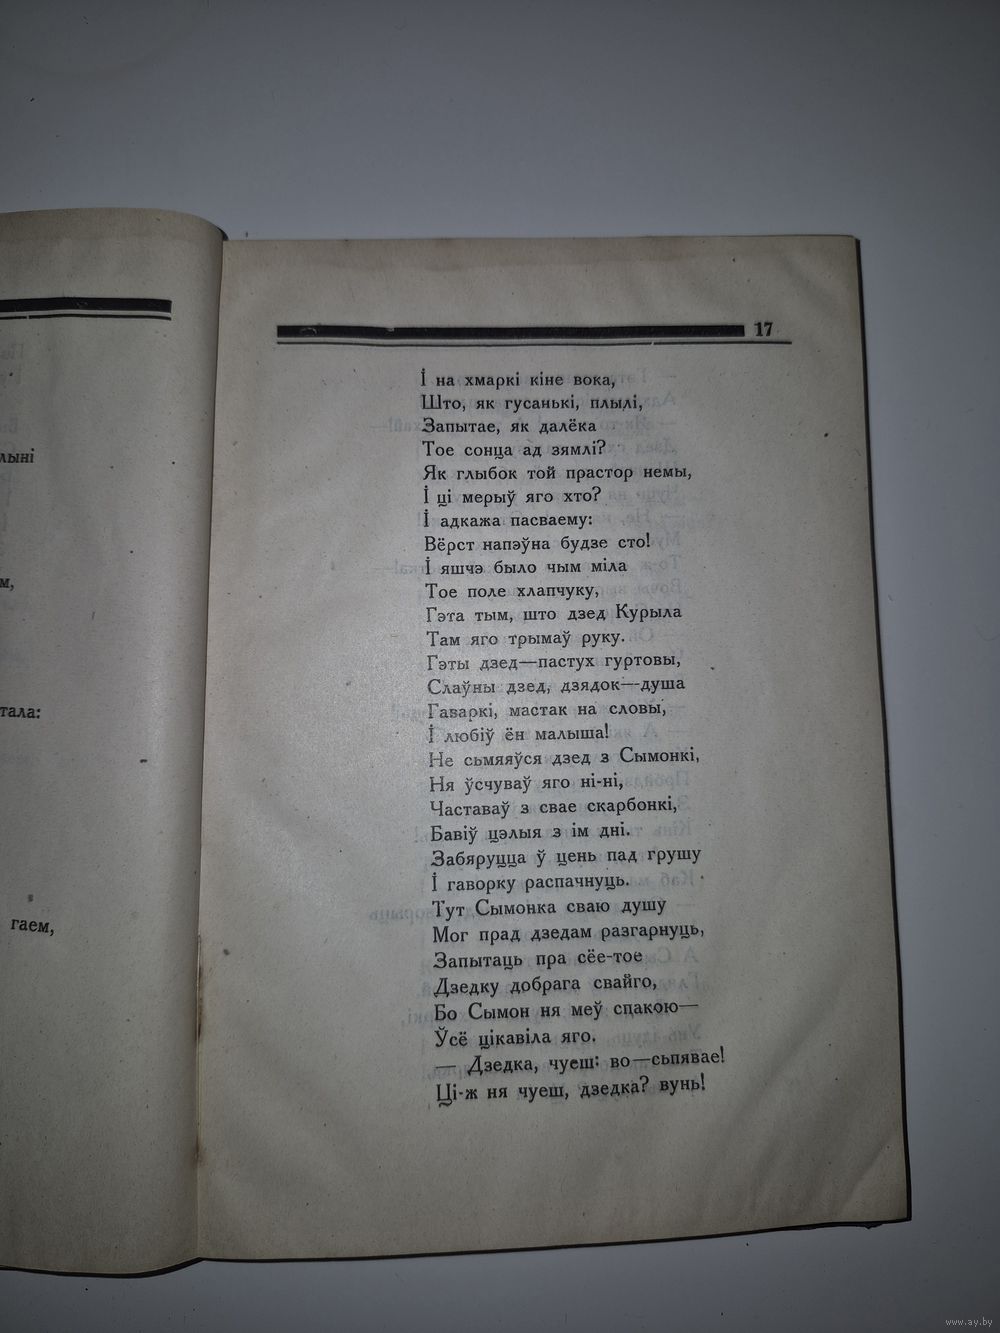 лыні
м,
тала:
гаем,
17
І на хмаркі кіне вока,
Што, як гусанькі, плылі,
Запытае, як далёка
Тое сонца ад зямлі?
Як глыбок той прастор немы,
І ці мерыў яго хто?
І адкажа пасваему:
Вёрст напэўна будзе сто!
І яшчэ было чым міла
Тое поле хлапчуку,
Гэта тым, што дзед Курыла
Там яго трымаў руку.
Гэты дзед—пастух гуртовы,
Слаўны дзед, дзядок—душа
Гаваркі, мастак на словы,
І любіў ён малыша!
Не сьмяяўся дзед з Сымонкі,
Ня ўсчуваў яго ні-ні,
Частаваў з свае скарбонкі,
Бавіў цэлыя з ім дні.
Забяруцца ў цень пад грушу
І гаворку распачнуць.
Тут Сымонка сваю душу
Мог прад дзедам разгарнуць,
Запытаць пра сёе-тое
Дзедку добрага свайго,
Бо Сымон ня меў спакою—
Ўсё цікавіла яго.
— Дзедка, чуеш: во—сьпявае!
Ці-ж ня чуеш, дзедка? вунь!
www.ay.by